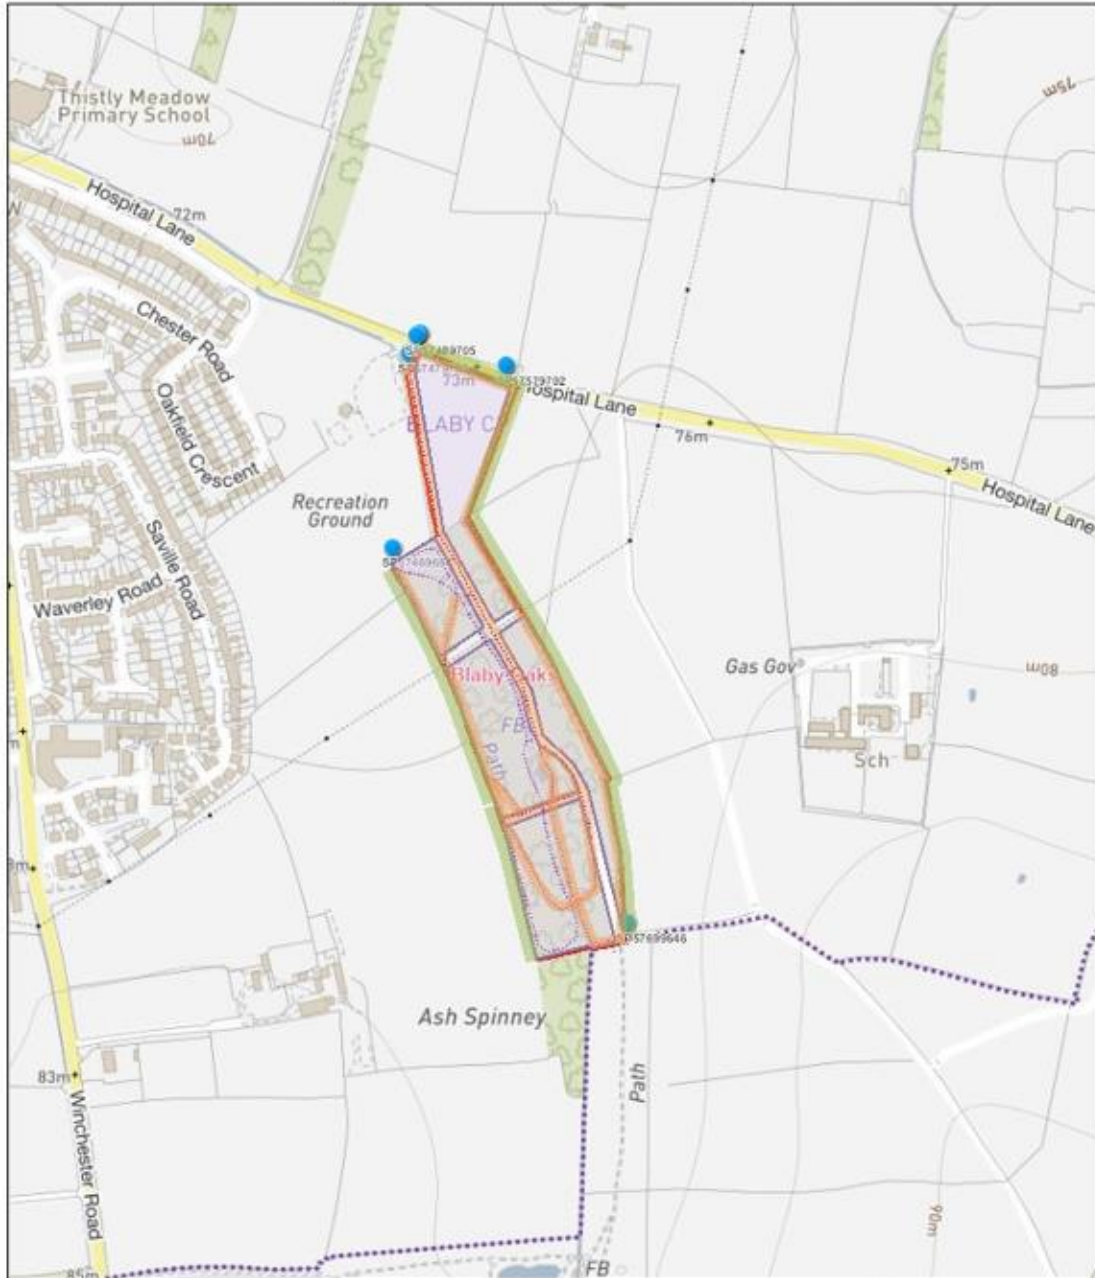 Thistly Meadow
Primary School
70m
75m
Hospital Lane
72m
Chester Road
Oakfield Crescent
73m
Hospital Lane
BLABY C
76m
75m
Hospital Lane
Recreation
Ground
Saville Road
Waverley Road
Blaby Oaks
Gas Gov
80m
FB
Path
Sch
Ash Spinney
Path
83m
Winchester Road
90m
85m
FB